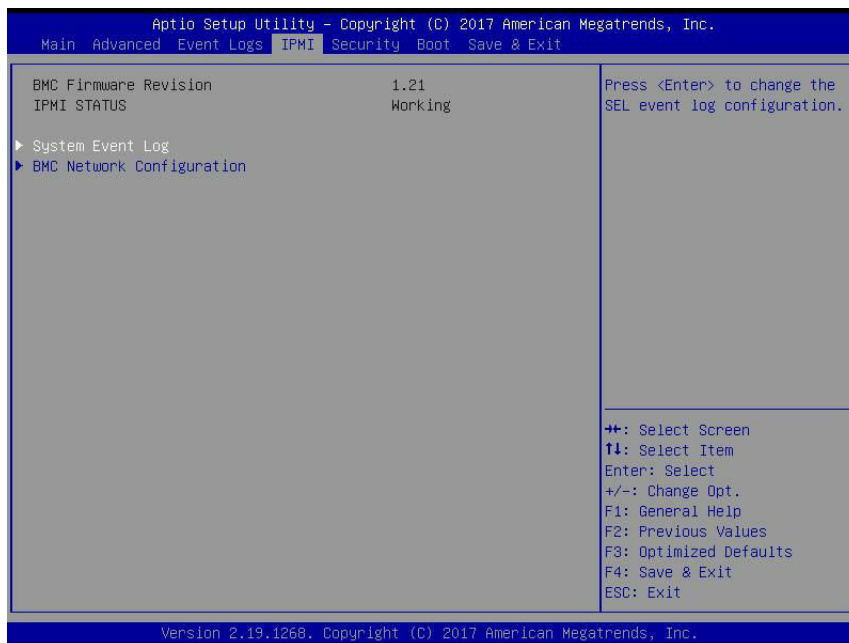 Aptio Setup Utility – Copyright (C) 2017 American Megatrends, Inc.
Main Advanced Event Logs IPMI Security Boot Save & Exit
BMC Firmware Revision 1.21
IPMI STATUS Working
System Event Log
BMC Network Configuration
Press <Enter> to change the
SEL event log configuration.
→←: Select Screen
↑↓: Select Item
Enter: Select
+/-: Change Opt.
F1: General Help
F2: Previous Values
F3: Optimized Defaults
F4: Save & Exit
ESC: Exit
Version 2.19.1268. Copyright (C) 2017 American Megatrends, Inc.